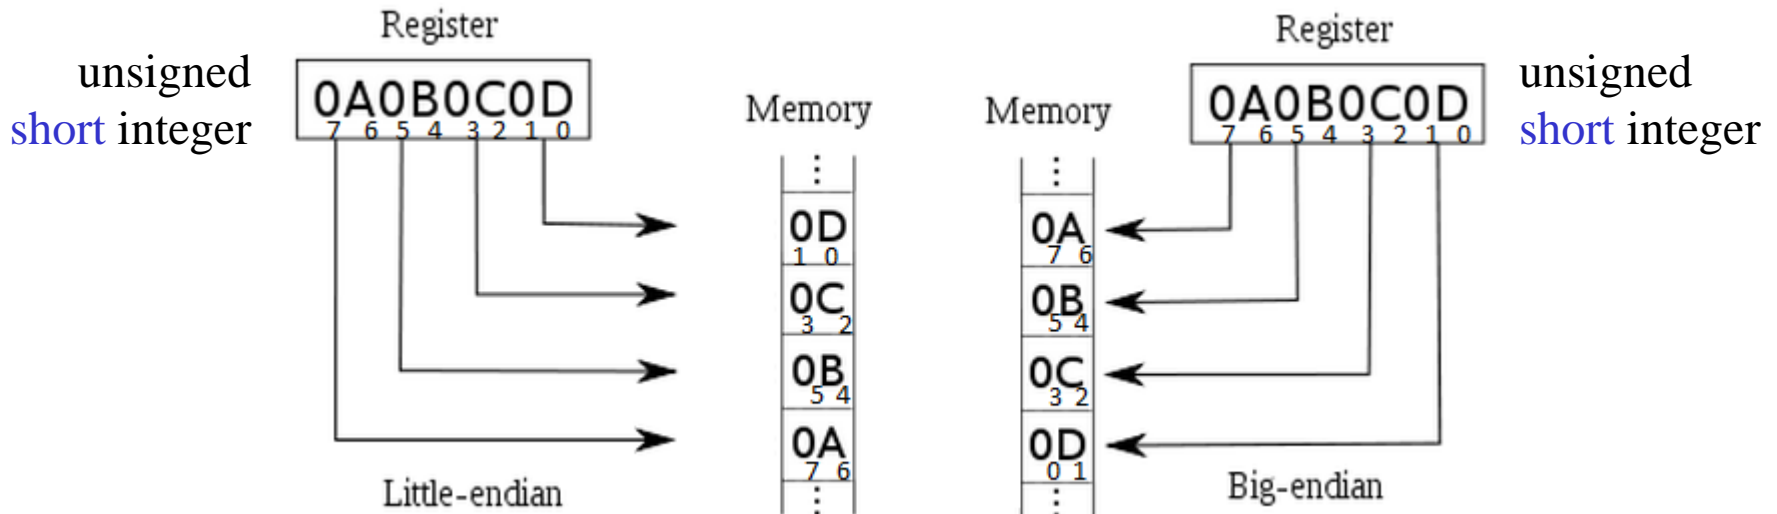 Register
unsigned
short integer
0A0B0C0D
7 6 5 4 3 2 1 0
Memory
⋮
0D
1 0
0C
3 2
0B
5 4
0A
7 6
⋮
Little-endian
Register
unsigned
short integer
0A0B0C0D
7 6 5 4 3 2 1 0
Memory
⋮
0A
7 6
0B
5 4
0C
3 2
0D
0 1
⋮
Big-endian